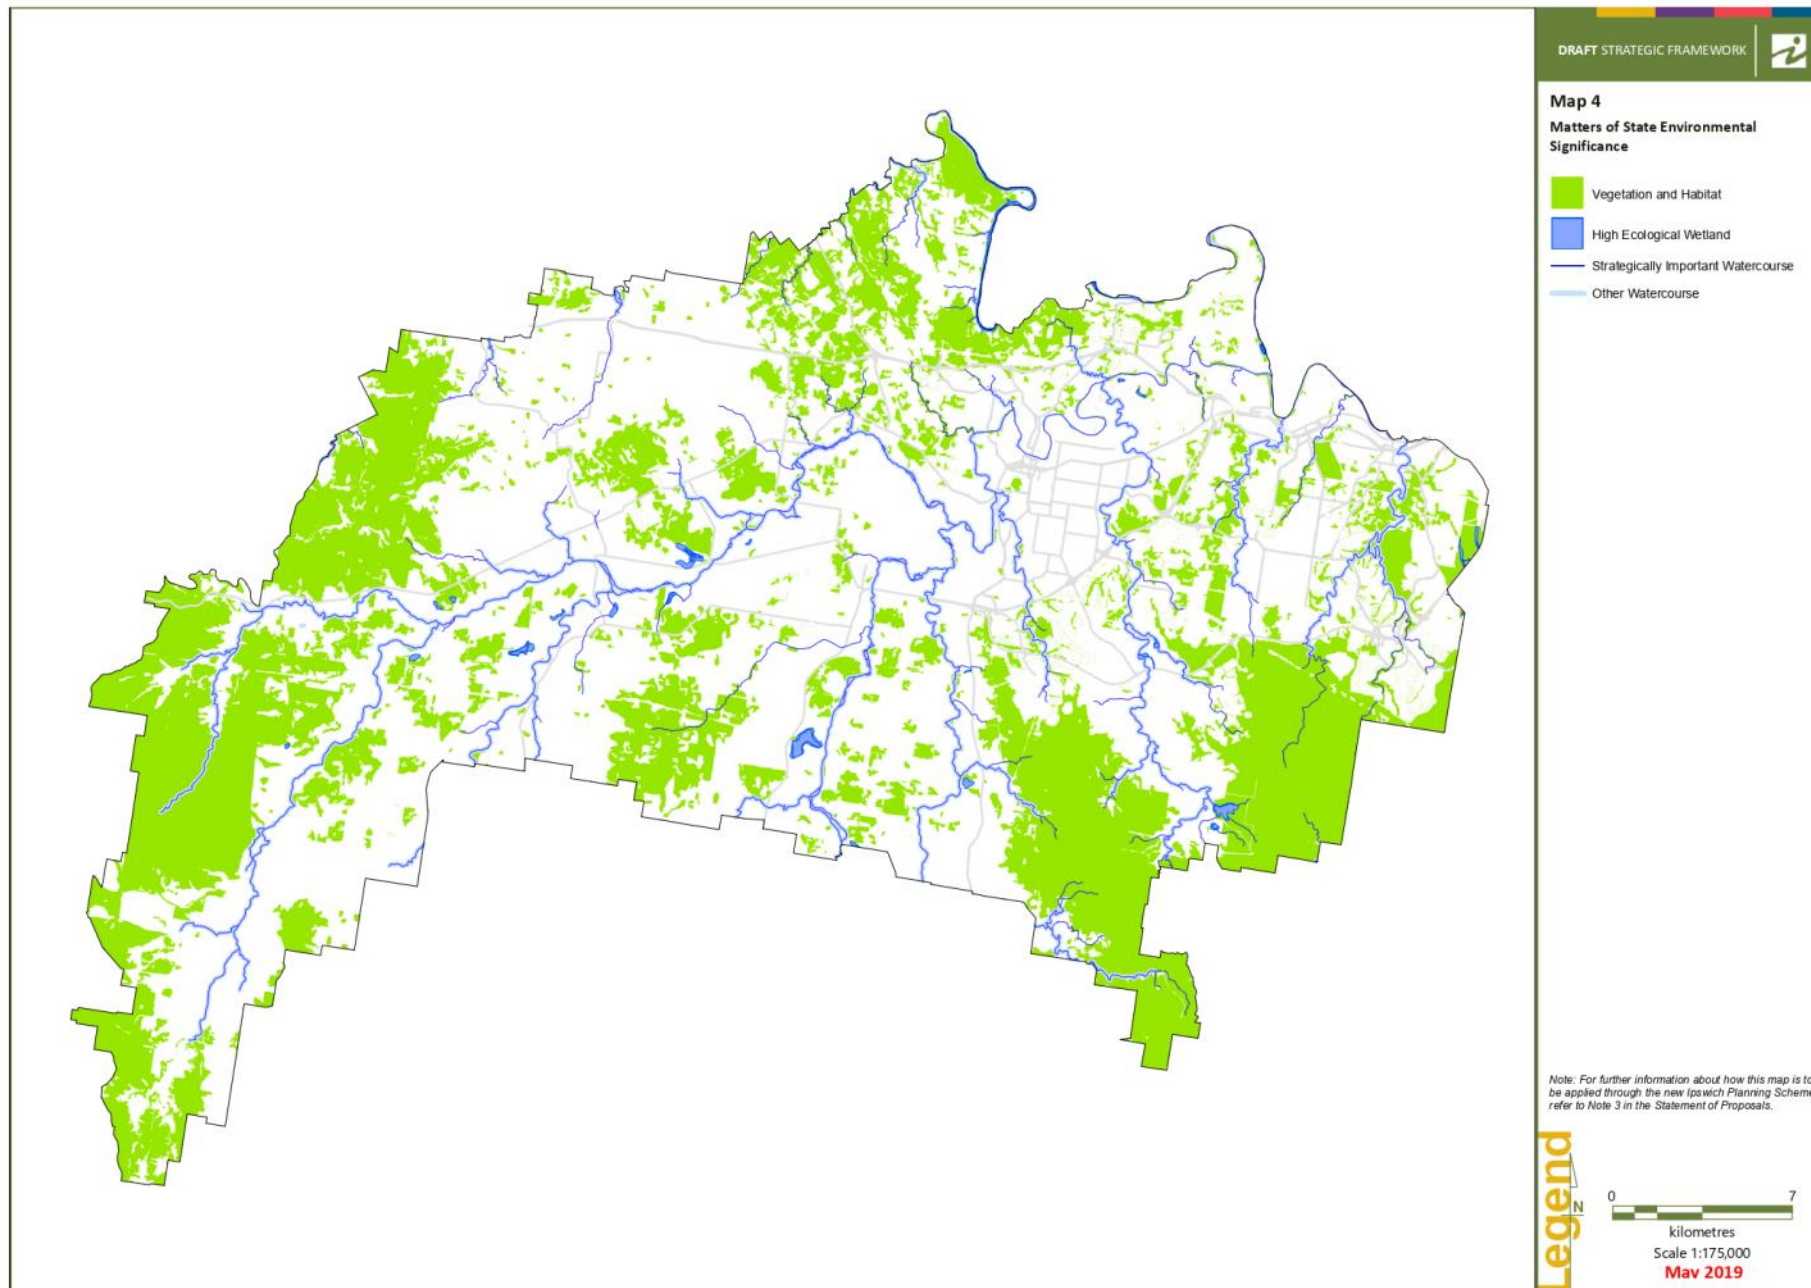 DRAFT STRATEGIC FRAMEWORK
Map 4
Matters of State Environmental
Significance
Vegetation and Habitat
High Ecological Wetland
Strategically Important Watercourse
Other Watercourse
Note: For further information about how this map is to
be applied through the new Ipswich Planning Scheme
refer to Note 3 in the Statement of Proposals.
Legend
N
0 7
kilometres
Scale 1:175,000
May 2019